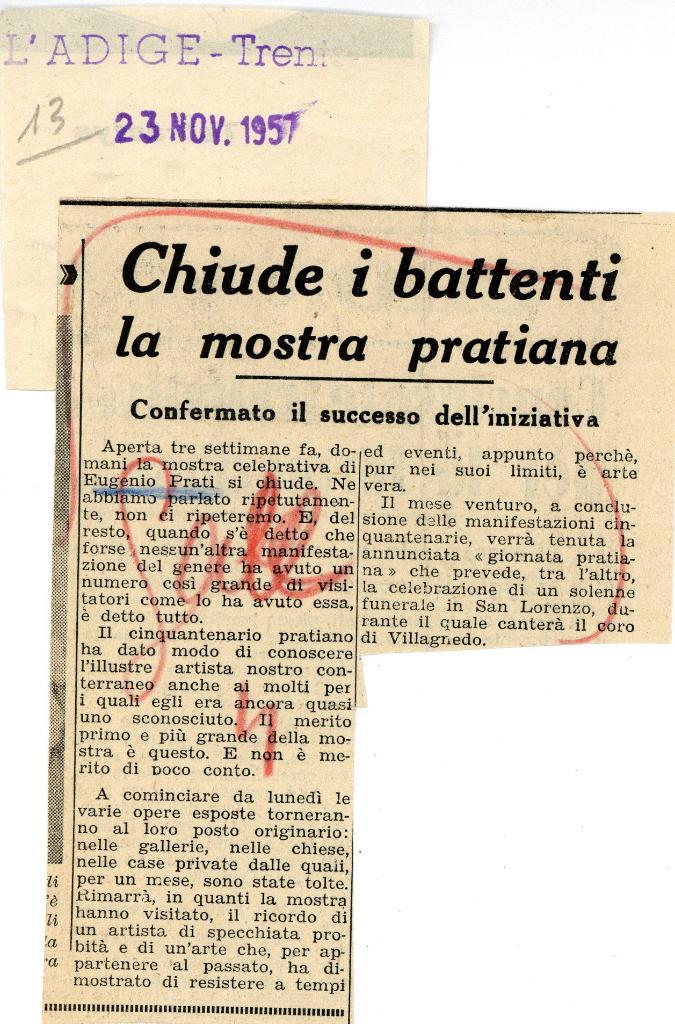 L'ADIGE-Tren
13
23 NOV. 1957
»
Chiude i battenti
la mostra pratiana
Confermato il successo dell'iniziativa
Aperta tre settimane fa, do-
mani la mostra celebrativa di
Eugenio Prati si chiude. Ne
abbiamo parlato ripetutamen-
te, non ci ripeteremo. E, del
resto, quando s'è detto che
forse nessun'altra manifesta-
zione del genere ha avuto un
numero così grande di visi-
tatori come lo ha avuto essa,
è detto tutto.
Il cinquantenario pratiano
ha dato modo di conoscere
l'illustre artista nostro con-
terraneo anche ai molti per
i quali egli era ancora quasi
uno sconosciuto. Il merito
primo e più grande della mo-
stra è questo. E non è me-
rito di poco conto.
A cominciare da lunedì le
varie opere esposte torneran-
no al loro posto originario:
nelle gallerie, nelle chiese,
nelle case private dalle quali,
per un mese, sono state tolte.
Rimarrà, in quanti la mostra
hanno visitato, il ricordo di
un artista di specchiata pro-
bità e di un'arte che, per ap-
partenere al passato, ha di-
mostrato di resistere a tempi
ed eventi, appunto perchè,
pur nei suoi limiti, è arte
vera.
Il mese venturo, a conclu-
sione delle manifestazioni cin-
quantenarie, verrà tenuta la
annunciata « giornata pratia-
na » che prevede, tra l'altro,
la celebrazione di un solenne
funerale in San Lorenzo, du-
rante il quale canterà il coro
di Villagnedo.
di
'è
li
la
ra